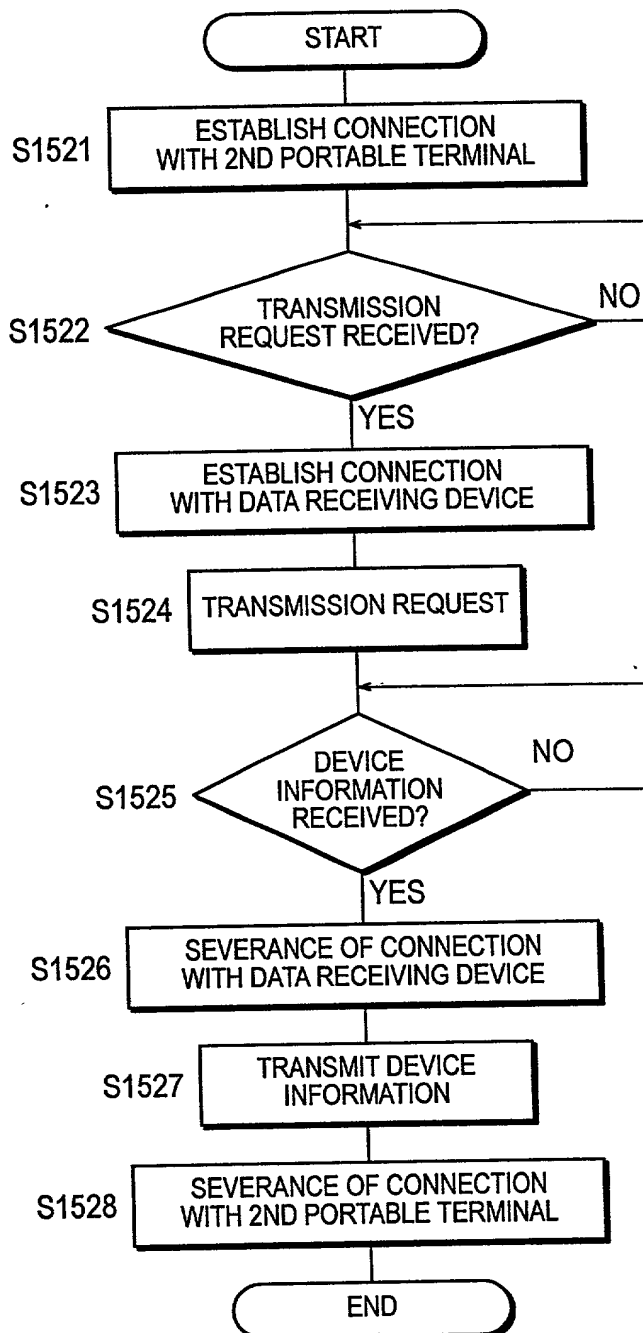 START
S1521
ESTABLISH CONNECTION
WITH 2ND PORTABLE TERMINAL
S1522
TRANSMISSION
REQUEST RECEIVED?
NO
YES
S1523
ESTABLISH CONNECTION
WITH DATA RECEIVING DEVICE
S1524
TRANSMISSION REQUEST
S1525
DEVICE
INFORMATION
RECEIVED?
NO
YES
S1526
SEVERANCE OF CONNECTION
WITH DATA RECEIVING DEVICE
S1527
TRANSMIT DEVICE
INFORMATION
S1528
SEVERANCE OF CONNECTION
WITH 2ND PORTABLE TERMINAL
END